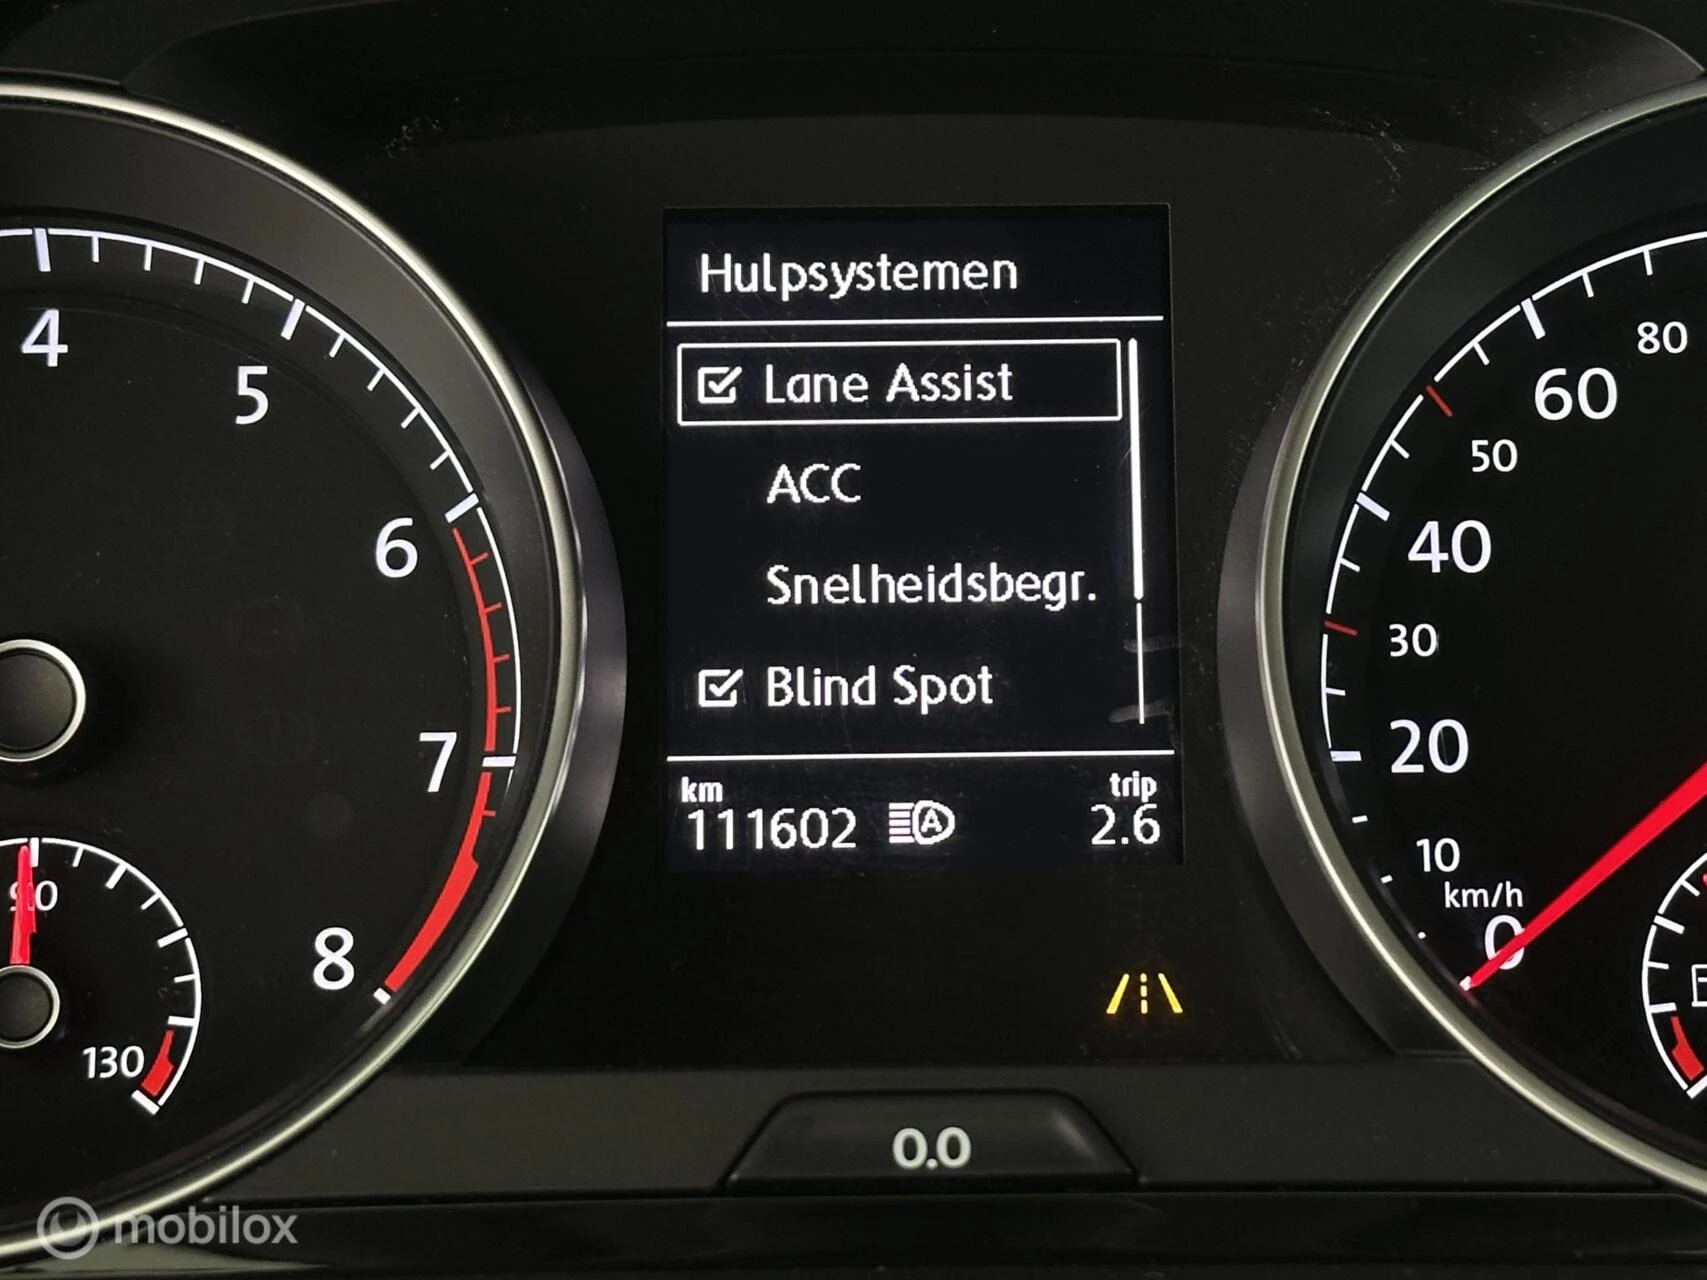 Hulpsystemen
Lane Assist
ACC
Snelheidsbegr.
Blind Spot
km
trip
111602
A
2.6
4
5
6
7
8
90
130
80
60
50
40
30
20
10
km/h
0
0.0
mobilox